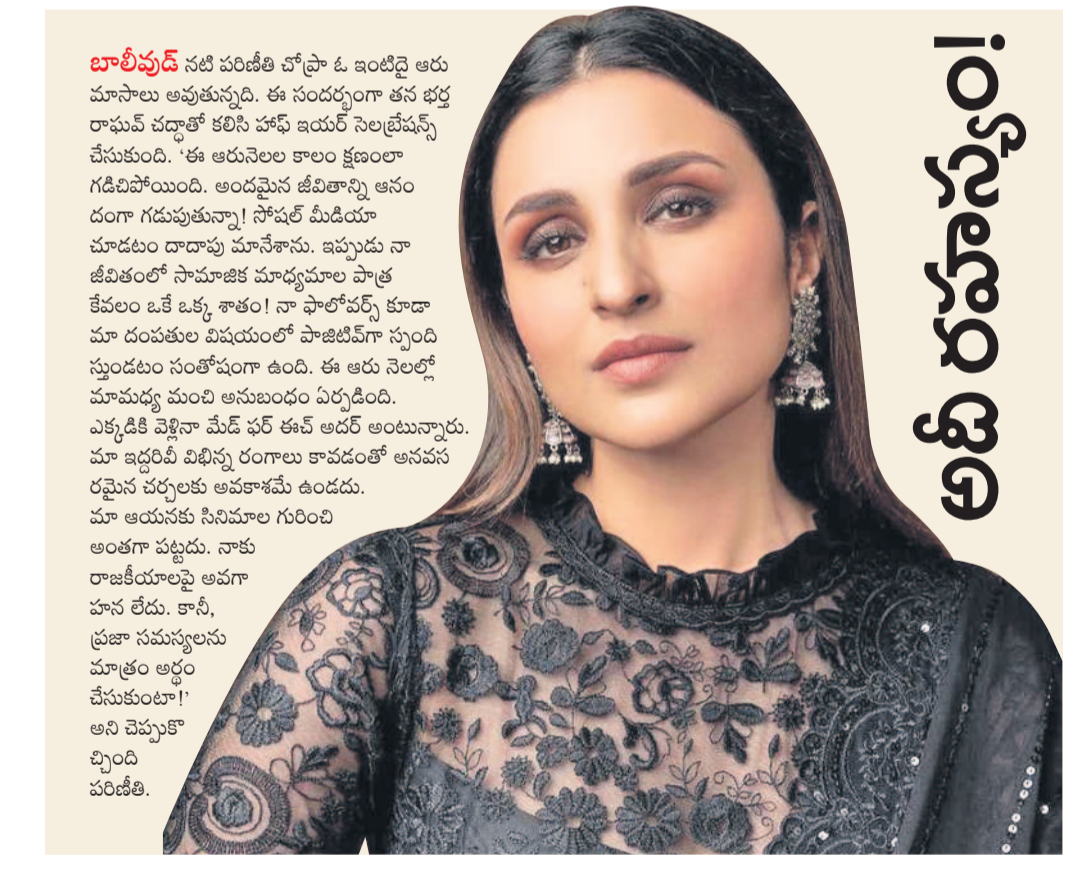 అదీ రహస్యం!
బాలీవుడ్ నటి పరిణీతి చోప్రా ఓ ఇంటిదై ఆరు
మాసాలు అవుతున్నది. ఈ సందర్భంగా తన భర్త
రాఘవ్ చద్ధాతో కలిసి హాఫ్ ఇయర్ సెలబ్రేషన్స్
చేసుకుంది. ‘ఈ ఆరునెలల కాలం క్షణంలా
గడిచిపోయింది. అందమైన జీవితాన్ని ఆనం
దంగా గడుపుతున్నా! సోషల్ మీడియా
చూడటం దాదాపు మానేశాను. ఇప్పుడు నా
జీవితంలో సామాజిక మాధ్యమాల పాత్ర
కేవలం ఒకే ఒక్క శాతం! నా ఫాలోవర్స్ కూడా
మా దంపతుల విషయంలో పాజిటివ్‌గా స్పంది
స్తుండటం సంతోషంగా ఉంది. ఈ ఆరు నెలల్లో
మామధ్య మంచి అనుబంధం ఏర్పడింది.
ఎక్కడికి వెళ్లినా మేడ్ ఫర్ ఈచ్ అదర్ అంటున్నారు.
మా ఇద్దరివీ విభిన్న రంగాలు కావడంతో అనవస
రమైన చర్చలకు అవకాశమే ఉండదు.
మా ఆయనకు సినిమాల గురించి
అంతగా పట్టదు. నాకు
రాజకీయాలపై అవగా
హన లేదు. కానీ,
ప్రజా సమస్యలను
మాత్రం అర్థం
చేసుకుంటా!’
అని చెప్పుకొ
చ్చింది
పరిణీతి.